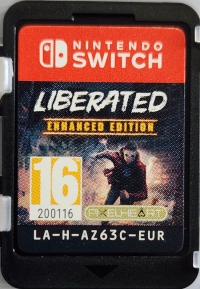 NINTENDO
SWITCH
LIBERATED
ENHANCED EDITION
16
200116
PIXELHEART
LA-H-AZ63C-EUR